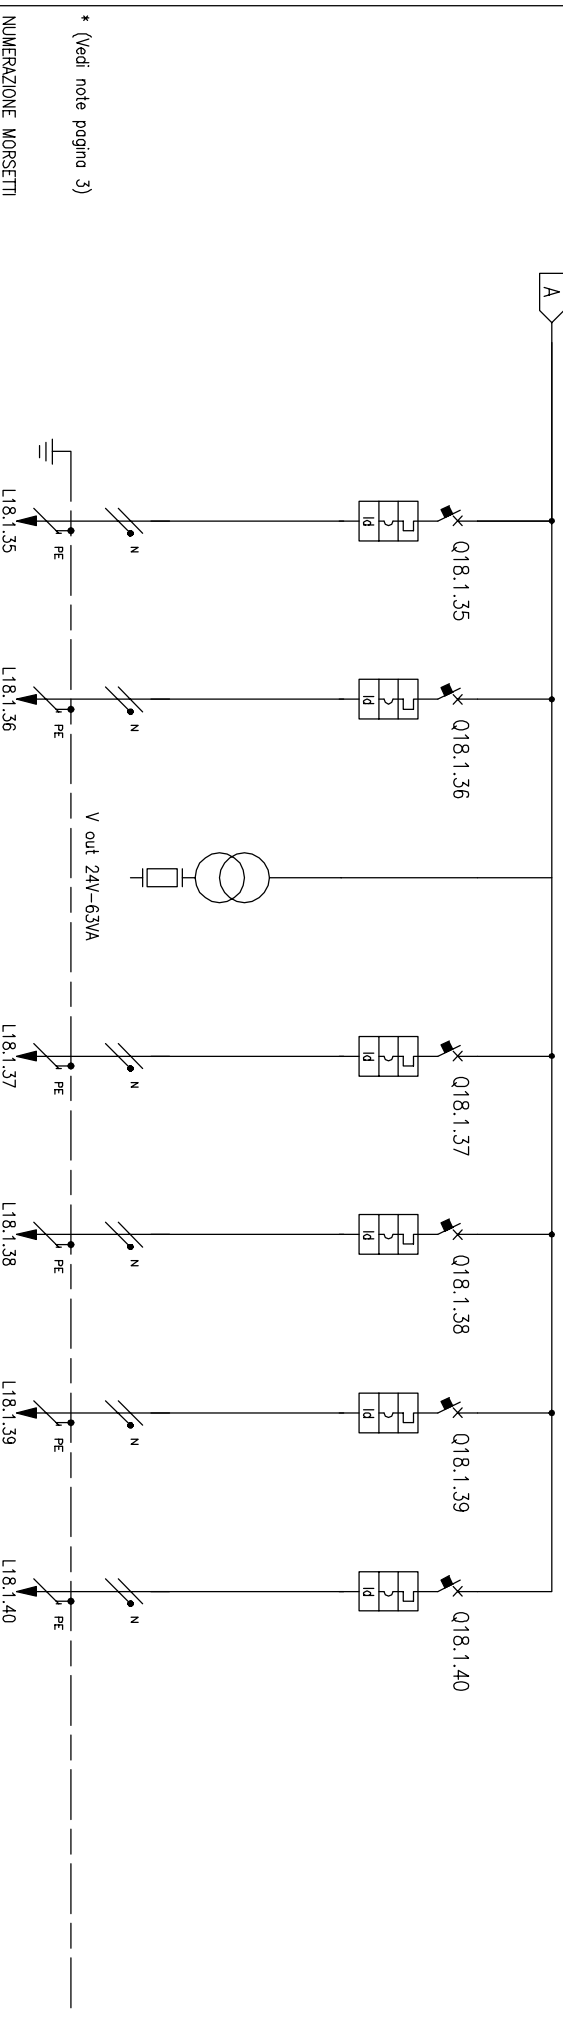 A
Q18.1.35
Q18.1.36
Q18.1.37
Q18.1.38
Q18.1.39
Q18.1.40
Id
Id
Id
Id
Id
Id
N
N
N
N
N
N
V out 24V-63VA
* (Vedi note pagina 3)
PE
PE
PE
PE
PE
PE
NUMERAZIONE MORSETTI
L18.1.35
L18.1.36
L18.1.37
L18.1.38
L18.1.39
L18.1.40